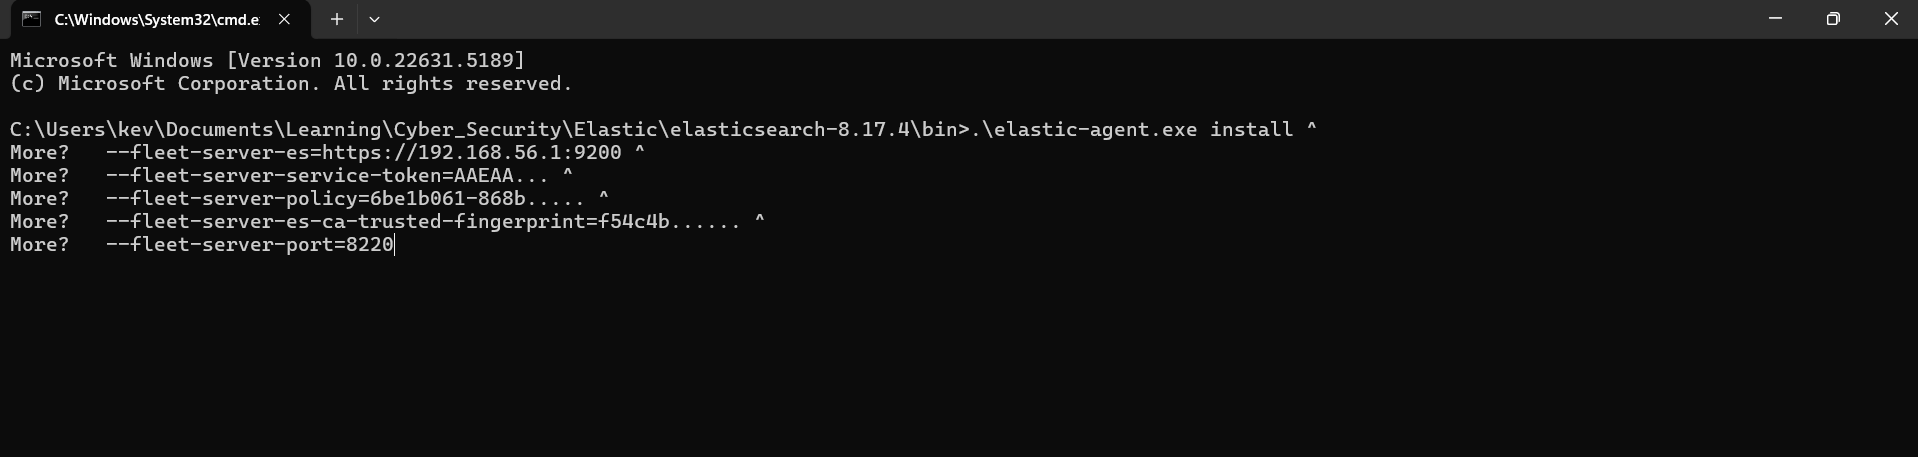 C:\Windows\System32\cmd.e
Microsoft Windows [Version 10.0.22631.5189]
(c) Microsoft Corporation. All rights reserved.
C:\Users\kev\Documents\Learning\Cyber_Security\Elastic\elasticsearch-8.17.4\bin>.\elastic-agent.exe install ^
More?   --fleet-server-es=https://192.168.56.1:9200 ^
More?   --fleet-server-service-token=AAEAA... ^
More?   --fleet-server-policy=6be1b061-868b..... ^
More?   --fleet-server-es-ca-trusted-fingerprint=f54c4b...... ^
More?   --fleet-server-port=8220